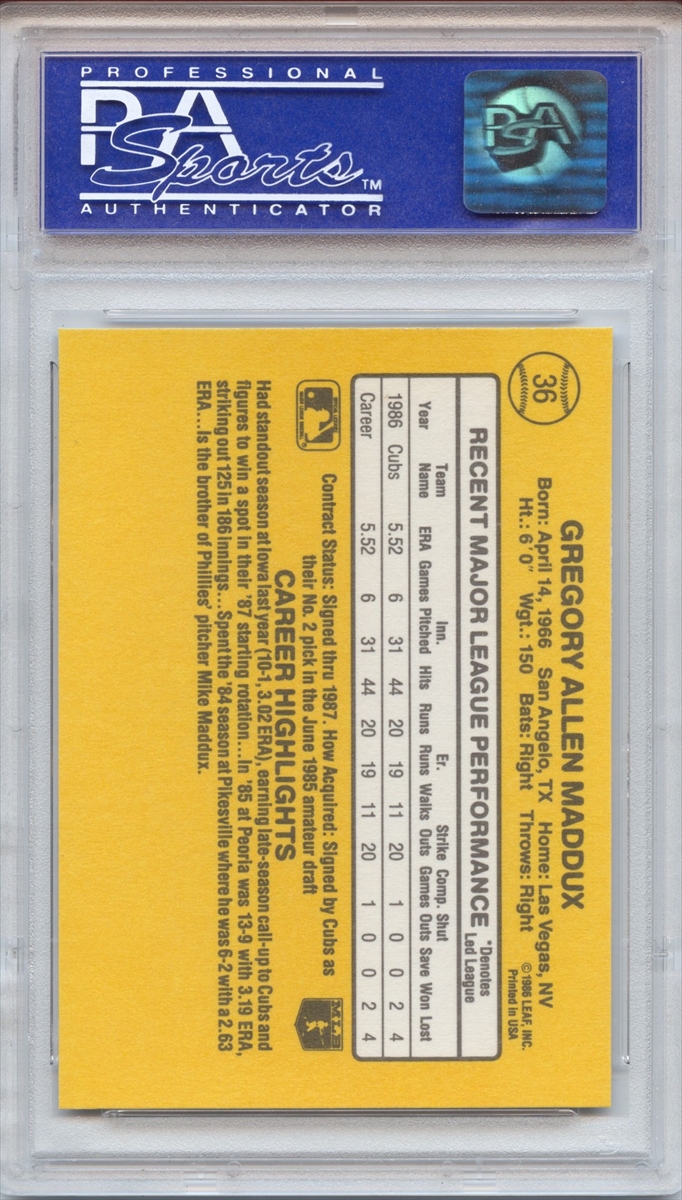 PROFESSIONAL
PSA
Sports™
AUTHENTICATOR
PSA
36
GREGORY ALLEN MADDUX
Born: April 14, 1966 San Angelo, TX Home: Las Vegas, NV
Ht.: 6' 0" Wgt.: 150 Bats: Right Throws: Right
©1986 LEAF, INC.
Printed in USA
RECENT MAJOR LEAGUE PERFORMANCE
*Denotes
Led League
Team Inn. Er. Strike Comp. Shut
Year Name ERA Games Pitched Hits Runs Runs Walks Outs Games Outs Save Won Lost
1986 Cubs 5.52 6 31 44 20 19 11 20 1 0 0 2 4
Career 5.52 6 31 44 20 19 11 20 1 0 0 2 4
Contract Status: Signed thru 1987. How Acquired: Signed by Cubs as
their No. 2 pick in the June 1985 amateur draft
MLB
CAREER HIGHLIGHTS
Had standout season at Iowa last year (10-1, 3.02 ERA), earning late-season call-up to Cubs and
figures to win a spot in their '87 starting rotation...In '85 at Peoria was 13-9 with 3.19 ERA,
striking out 125 in 186 innings...Spent the '84 season at Pikesville where he was 6-2 with a 2.63
ERA...Is the brother of Phillies' pitcher Mike Maddux.